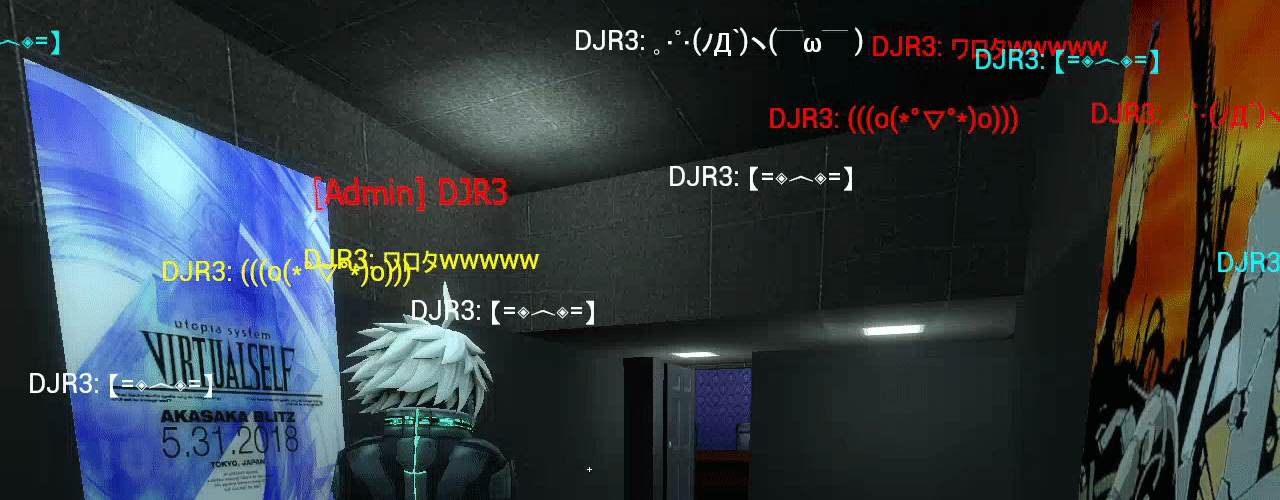 ︿◈=】
DJR3: 。·゚·(ﾉД`)ヽ(￣ω￣ )
DJR3: ワロタwwwww
DJR3:【=◈︿◈=】
DJR3: (((o(*ﾟ▽ﾟ*)o)))
DJR3:
DJR3:【=◈︿◈=】
[Admin] DJR3
DJR3: ワロタwwwww
DJR3: (((o(*ﾟ▽ﾟ*)o)))
DJR3
DJR3:【=◈︿◈=】
utopia system
VIRTUALSELF
DJR3:【=◈︿◈=】
AKASAKA BLITZ
5.31.2018
TOKYO, JAPAN